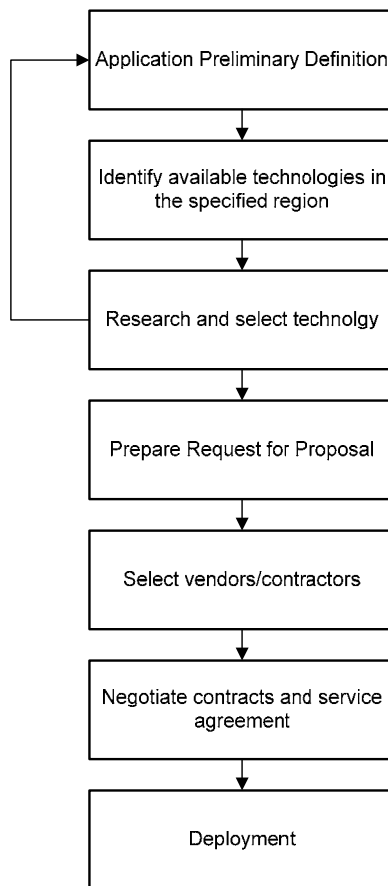 Application Preliminary Definition
Identify available technologies in
the specified region
Research and select technolgy
Prepare Request for Proposal
Select vendors/contractors
Negotiate contracts and service
agreement
Deployment